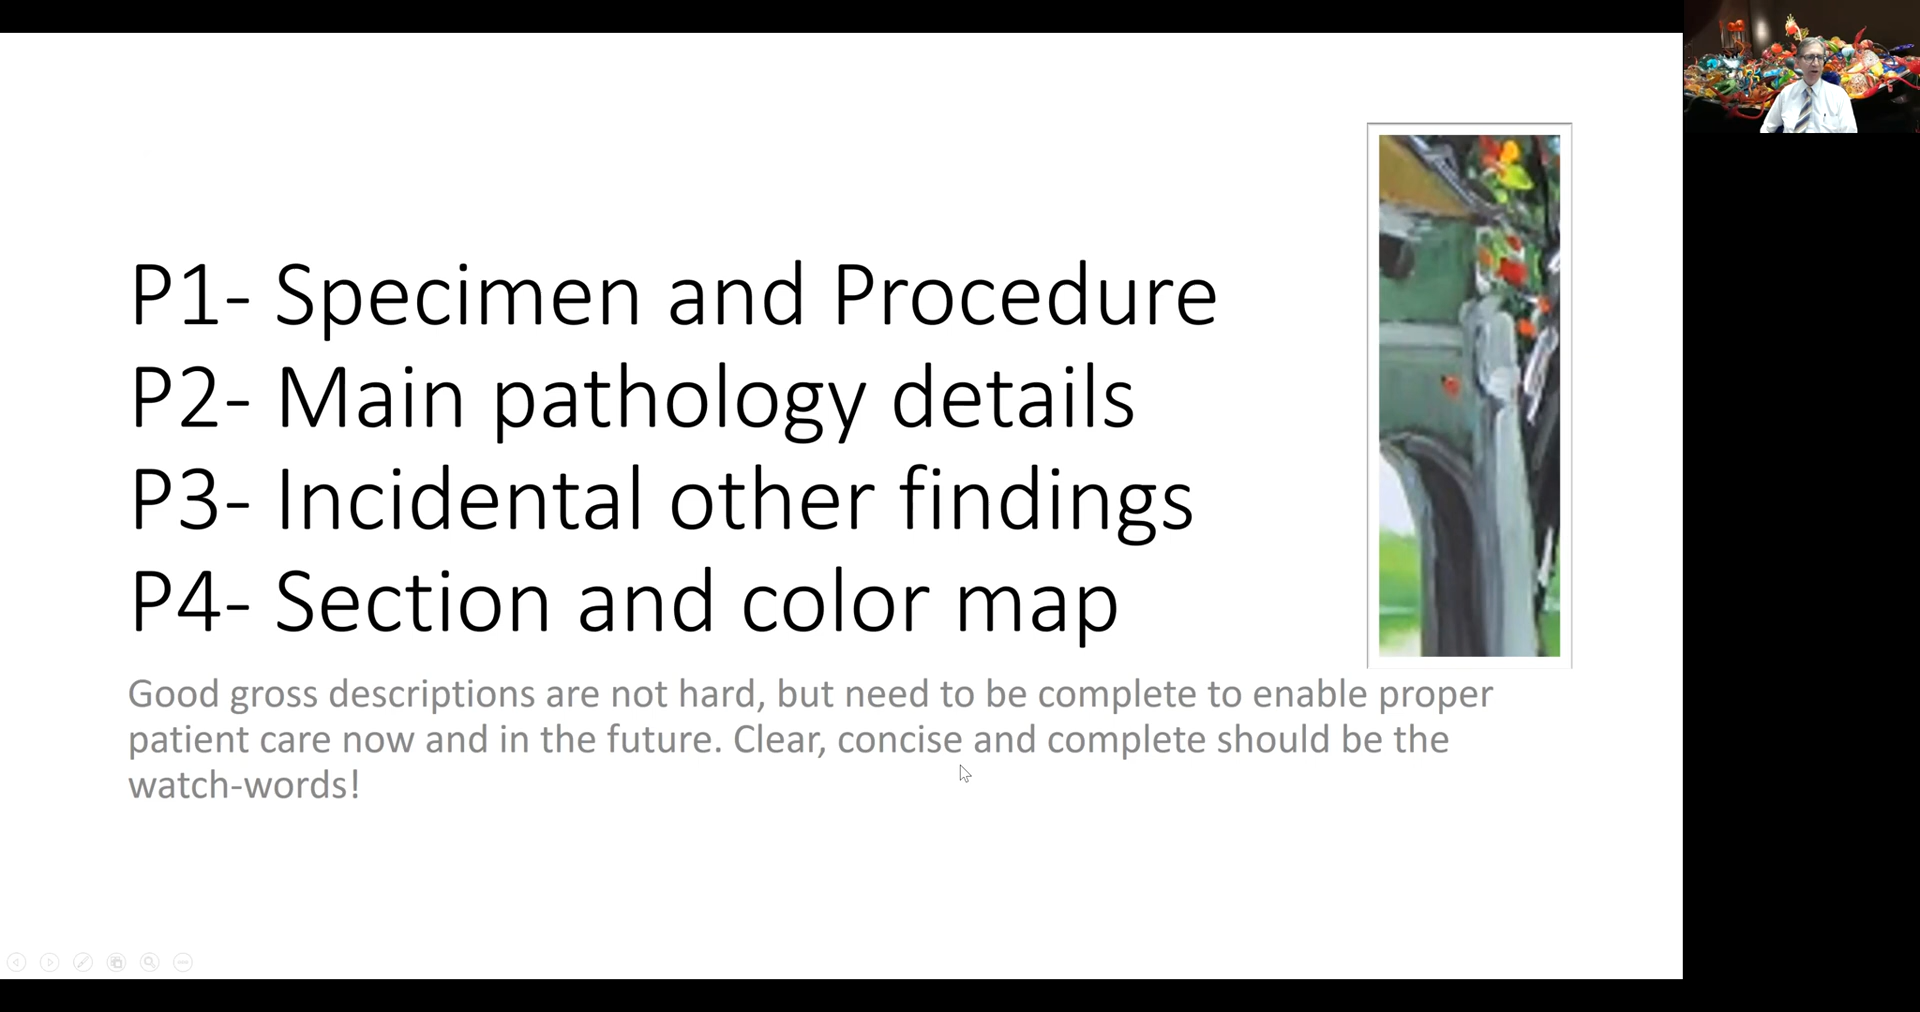 P1- Specimen and Procedure
P2- Main pathology details
P3- Incidental other findings
P4- Section and color map
Good gross descriptions are not hard, but need to be complete to enable proper
patient care now and in the future. Clear, concise and complete should be the
watch-words!